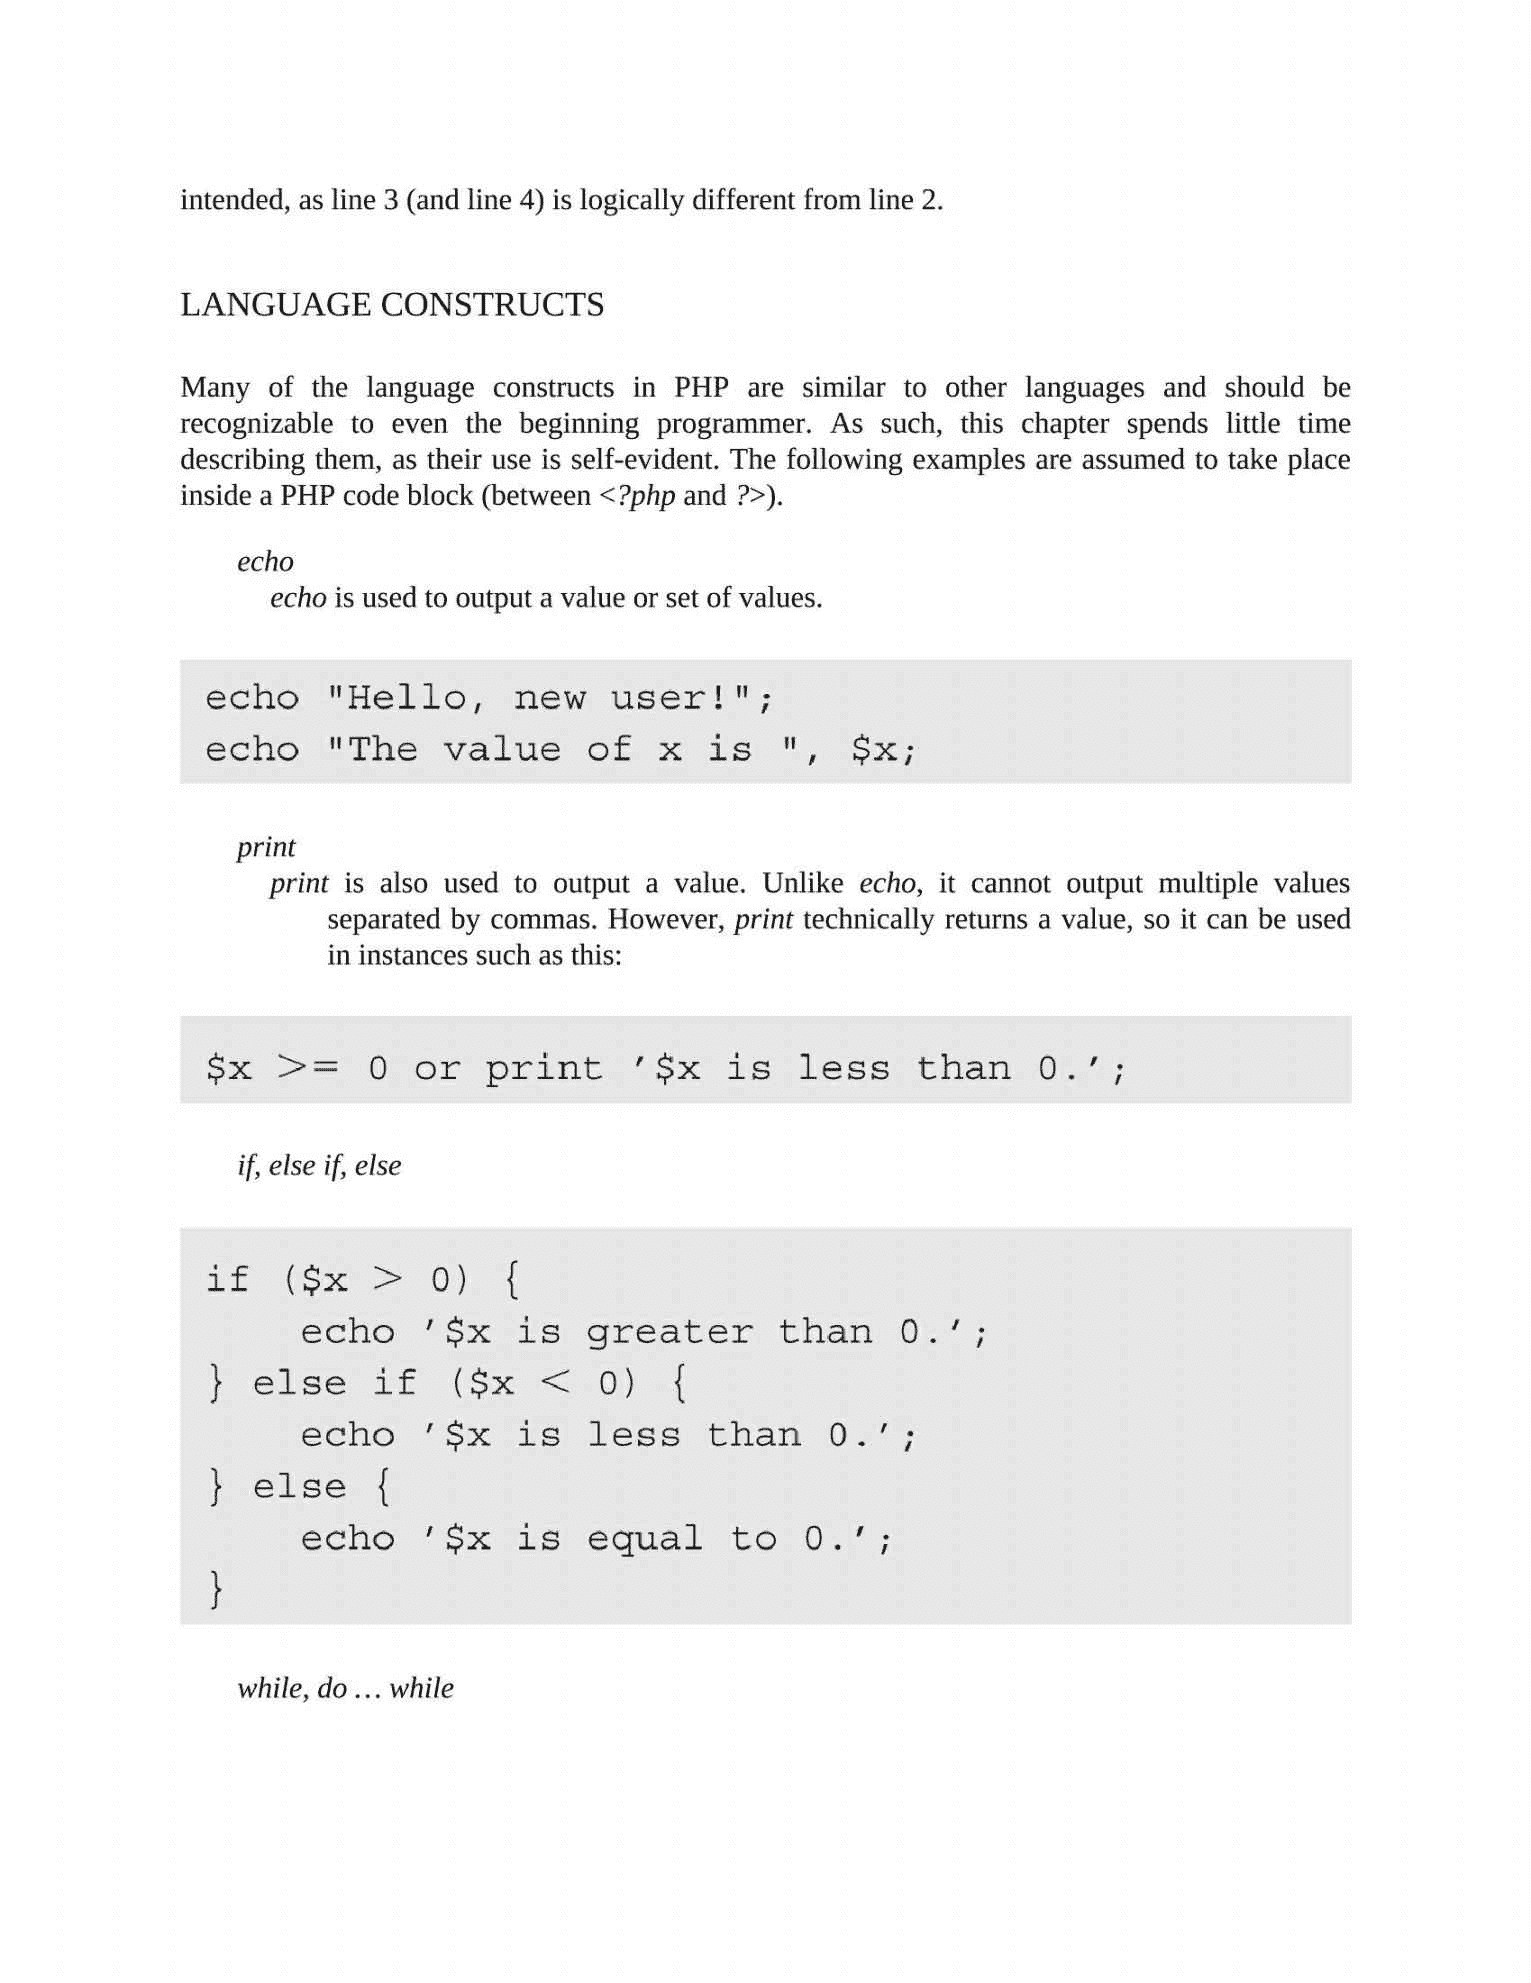 intended, as line 3 (and line 4) is logically different from line 2.
LANGUAGE CONSTRUCTS
Many of the language constructs in PHP are similar to other languages and should be
recognizable to even the beginning programmer. As such, this chapter spends little time
describing them, as their use is self-evident. The following examples are assumed to take place
inside a PHP code block (between <?php and ?>).
echo
echo is used to output a value or set of values.
echo "Hello, new user!";
echo "The value of x is ", $x;
print
print is also used to output a value. Unlike echo, it cannot output multiple values
separated by commas. However, print technically returns a value, so it can be used
in instances such as this:
$x >= 0 or print '$x is less than 0.';
if, else if, else
if ($x > 0) {
    echo '$x is greater than 0.';
} else if ($x < 0) {
    echo '$x is less than 0.';
} else {
    echo '$x is equal to 0.';
}
while, do … while